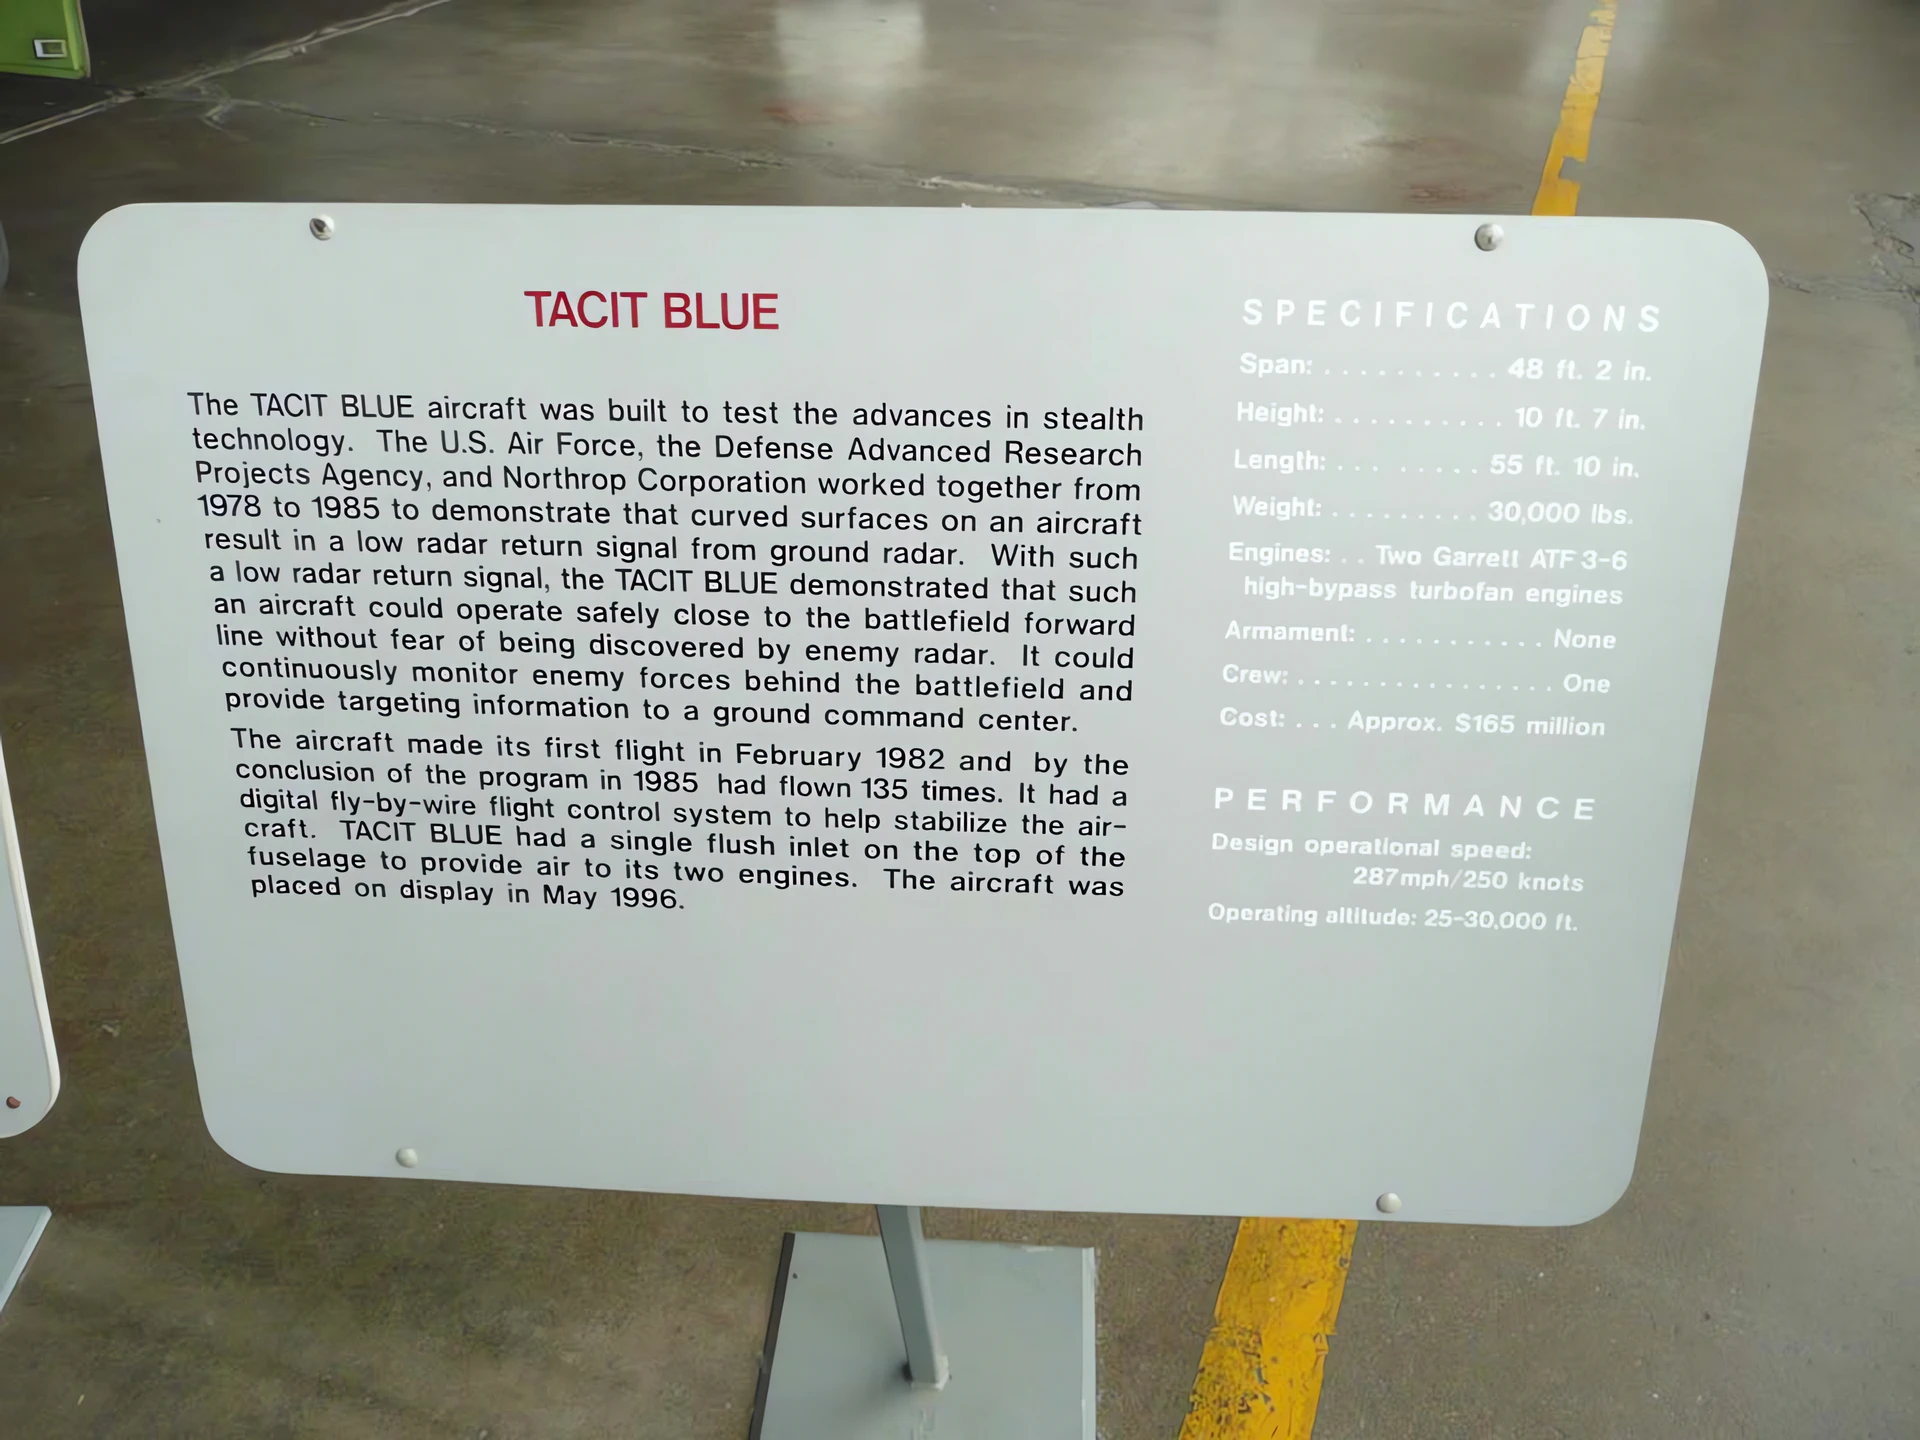 TACIT BLUE
The TACIT BLUE aircraft was built to test the advances in stealth
technology. The U.S. Air Force, the Defense Advanced Research
Projects Agency, and Northrop Corporation worked together from
1978 to 1985 to demonstrate that curved surfaces on an aircraft
result in a low radar return signal from ground radar. With such
a low radar return signal, the TACIT BLUE demonstrated that such
an aircraft could operate safely close to the battlefield forward
line without fear of being discovered by enemy radar. It could
continuously monitor enemy forces behind the battlefield and
provide targeting information to a ground command center.
The aircraft made its first flight in February 1982 and by the
conclusion of the program in 1985 had flown 135 times. It had a
digital fly-by-wire flight control system to help stabilize the air-
craft. TACIT BLUE had a single flush inlet on the top of the
fuselage to provide air to its two engines. The aircraft was
placed on display in May 1996.
SPECIFICATIONS
Span: . . . . . . . . . . 48 ft. 2 in.
Height: . . . . . . . . . . 10 ft. 7 in.
Length: . . . . . . . . 55 ft. 10 in.
Weight: . . . . . . . . . 30,000 lbs.
Engines: . . Two Garrett ATF 3-6
high-bypass turbofan engines
Armament: . . . . . . . . . . . None
Crew: . . . . . . . . . . . . . . . . One
Cost: . . . Approx. $165 million
PERFORMANCE
Design operational speed:
287mph/250 knots
Operating altitude: 25-30,000 ft.